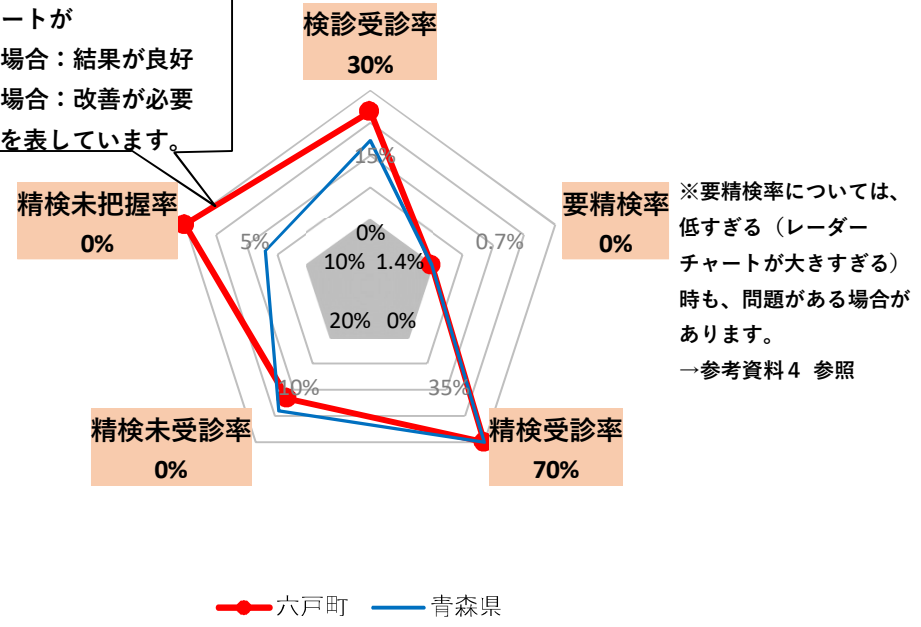 ートが
場合：結果が良好
場合：改善が必要
を表しています。
検診受診率
30%
15%
精検未把握率
0%
5%
要精検率
0%
0.7%
※要精検率については、
低すぎる（レーダー
チャートが大きすぎる）
時も、問題がある場合が
あります。
→参考資料４ 参照
0%
10%
1.4%
20%
0%
10%
35%
精検未受診率
0%
精検受診率
70%
六戸町
青森県